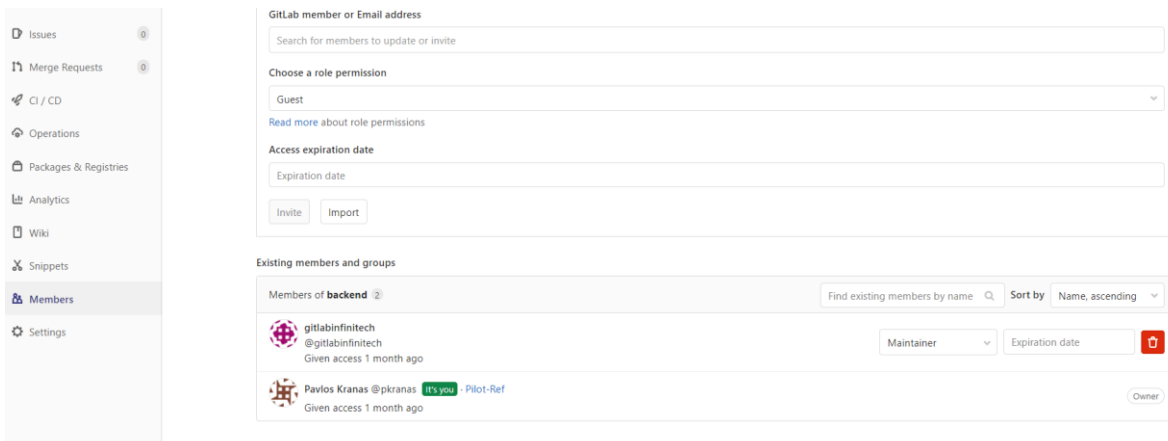 Issues 0
Merge Requests 0
CI / CD
Operations
Packages & Registries
Analytics
Wiki
Snippets
Members
Settings
GitLab member or Email address
Search for members to update or invite
Choose a role permission
Guest
Read more about role permissions
Access expiration date
Expiration date
Invite Import
Existing members and groups
Members of backend 2 Find existing members by name Sort by Name, ascending
gitlabinfinitech
@gitlabinfinitech Maintainer Expiration date
Given access 1 month ago
Pavlos Kranas @pkranas It's you · Pilot-Ref Owner
Given access 1 month ago